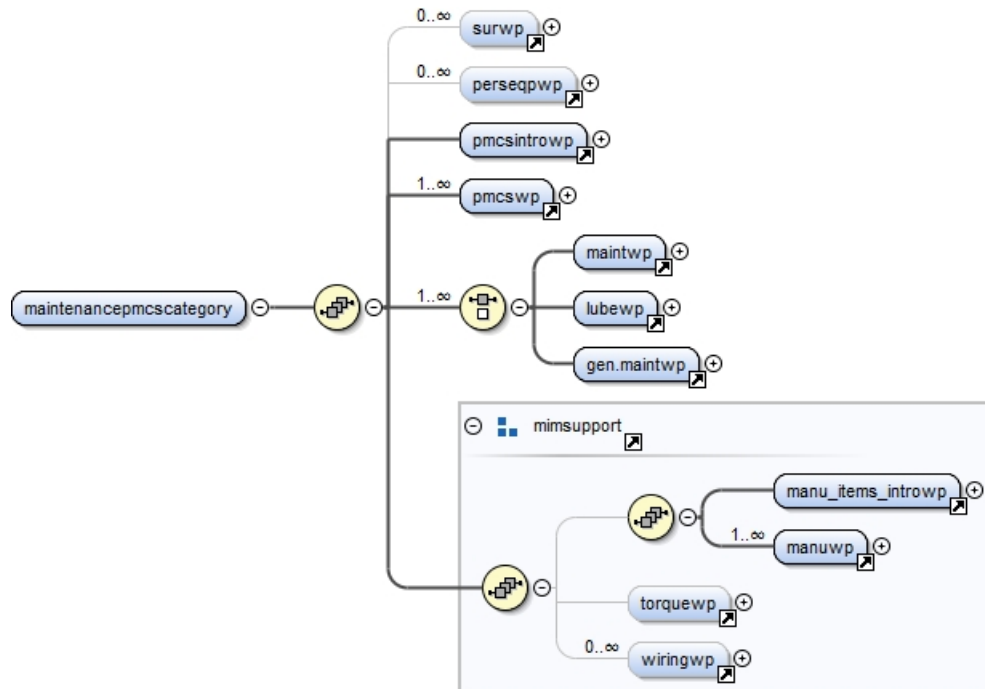 0..∞
surwp
0..∞
perseqpwp
pmcsintrowp
1..∞
pmcswp
maintwp
maintenancepmcscategory
1..∞
lubewp
gen.maintwp
mimsupport
manu_items_introwp
1..∞
manuwp
torquewp
0..∞
wiringwp